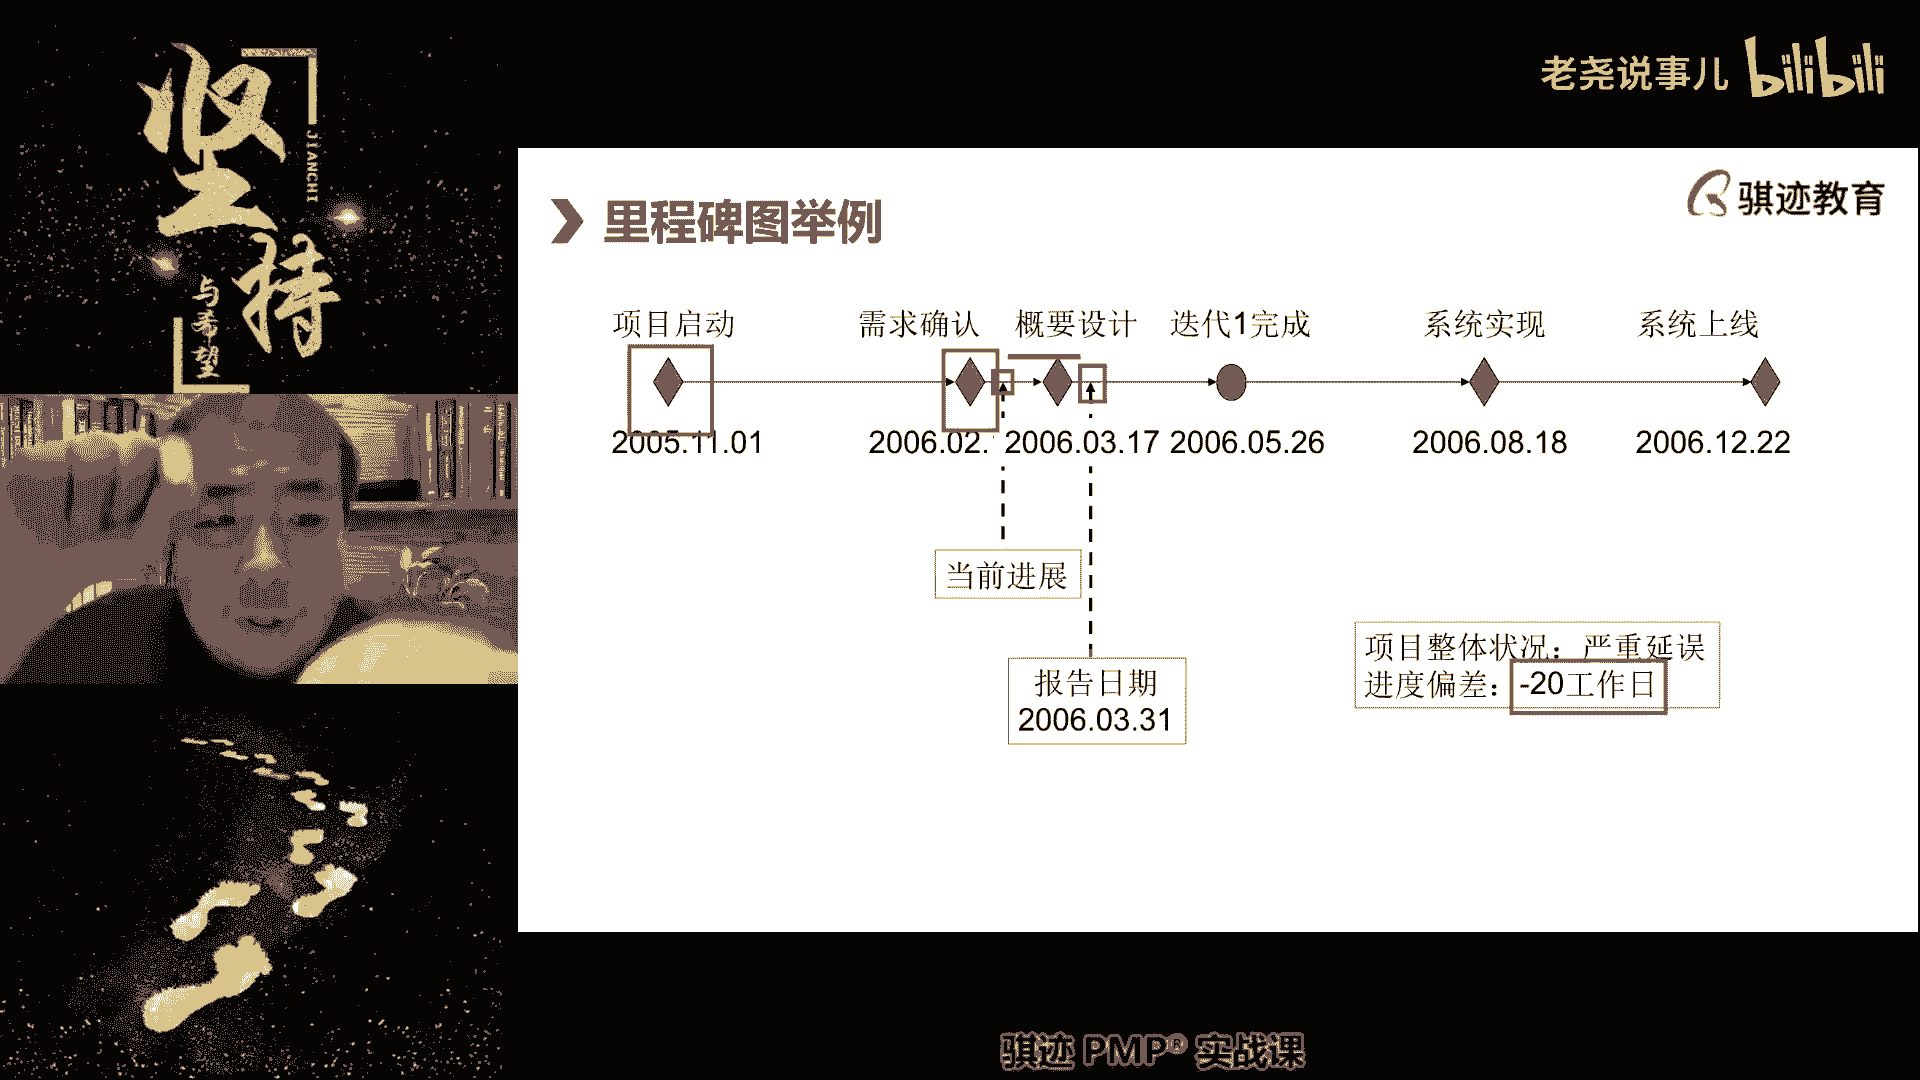 坚持
JIANCHI
与希望
老尧说事儿 bilibili
骐迹教育
里程碑图举例
项目启动 需求确认 概要设计 迭代1完成 系统实现 系统上线
2005.11.01 2006.02. 2006.03.17 2006.05.26 2006.08.18 2006.12.22
当前进展
报告日期
2006.03.31
项目整体状况：严重延误
进度偏差：-20工作日
骐迹 PMP® 实战课